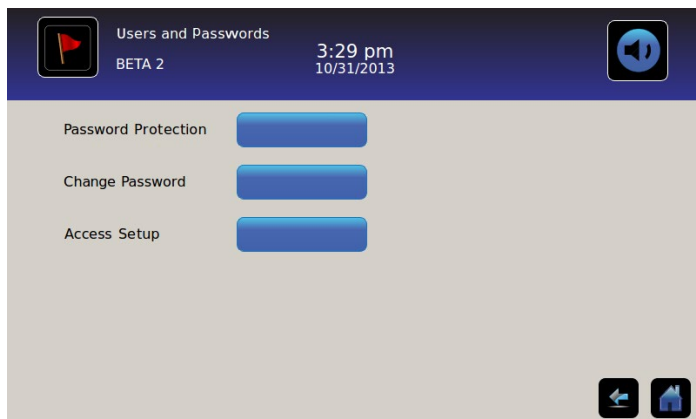 Users and Passwords
BETA 2
3:29 pm
10/31/2013
Password Protection
Change Password
Access Setup